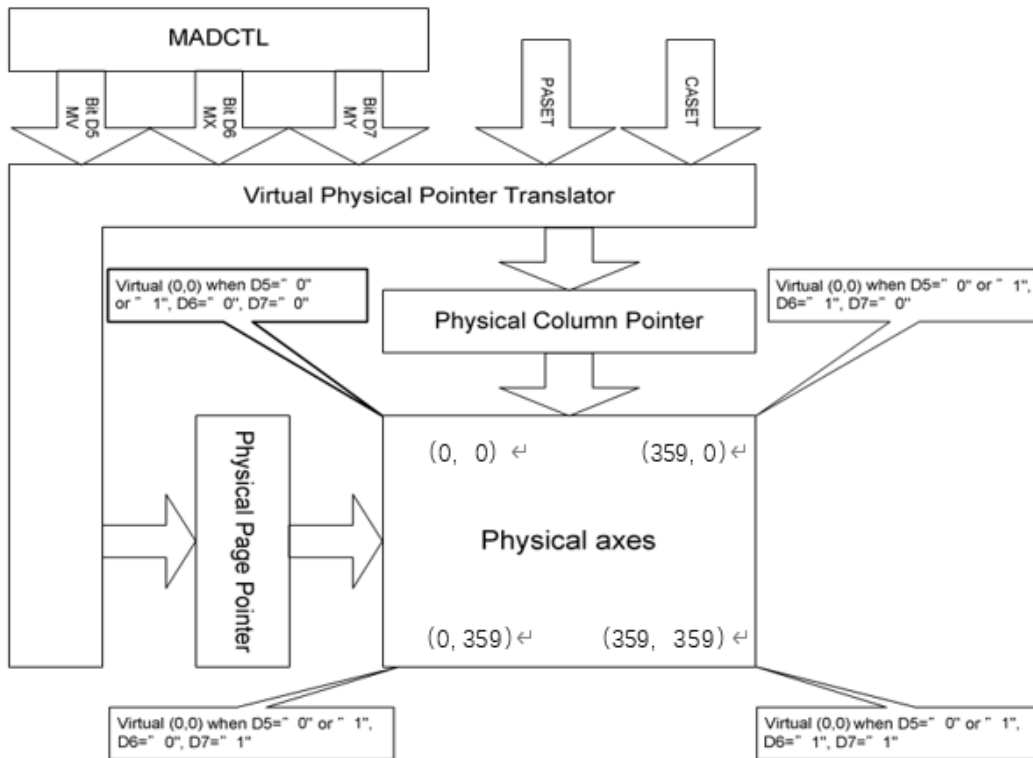 MADCTL
Bit D5
MV
Bit D6
MX
Bit D7
MY
PASET
CASET
Virtual Physical Pointer Translator
Virtual (0,0) when D5=" 0"
or " 1", D6=" 0", D7=" 0"
Virtual (0,0) when D5=" 0" or " 1",
D6=" 1", D7=" 0"
Physical Column Pointer
(0, 0) ↵
(359, 0)↵
Physical Page Pointer
Physical axes
(0, 359)↵
(359, 359)↵
Virtual (0,0) when D5=" 0" or " 1",
D6=" 0", D7=" 1"
Virtual (0,0) when D5=" 0" or " 1",
D6=" 1", D7=" 1"